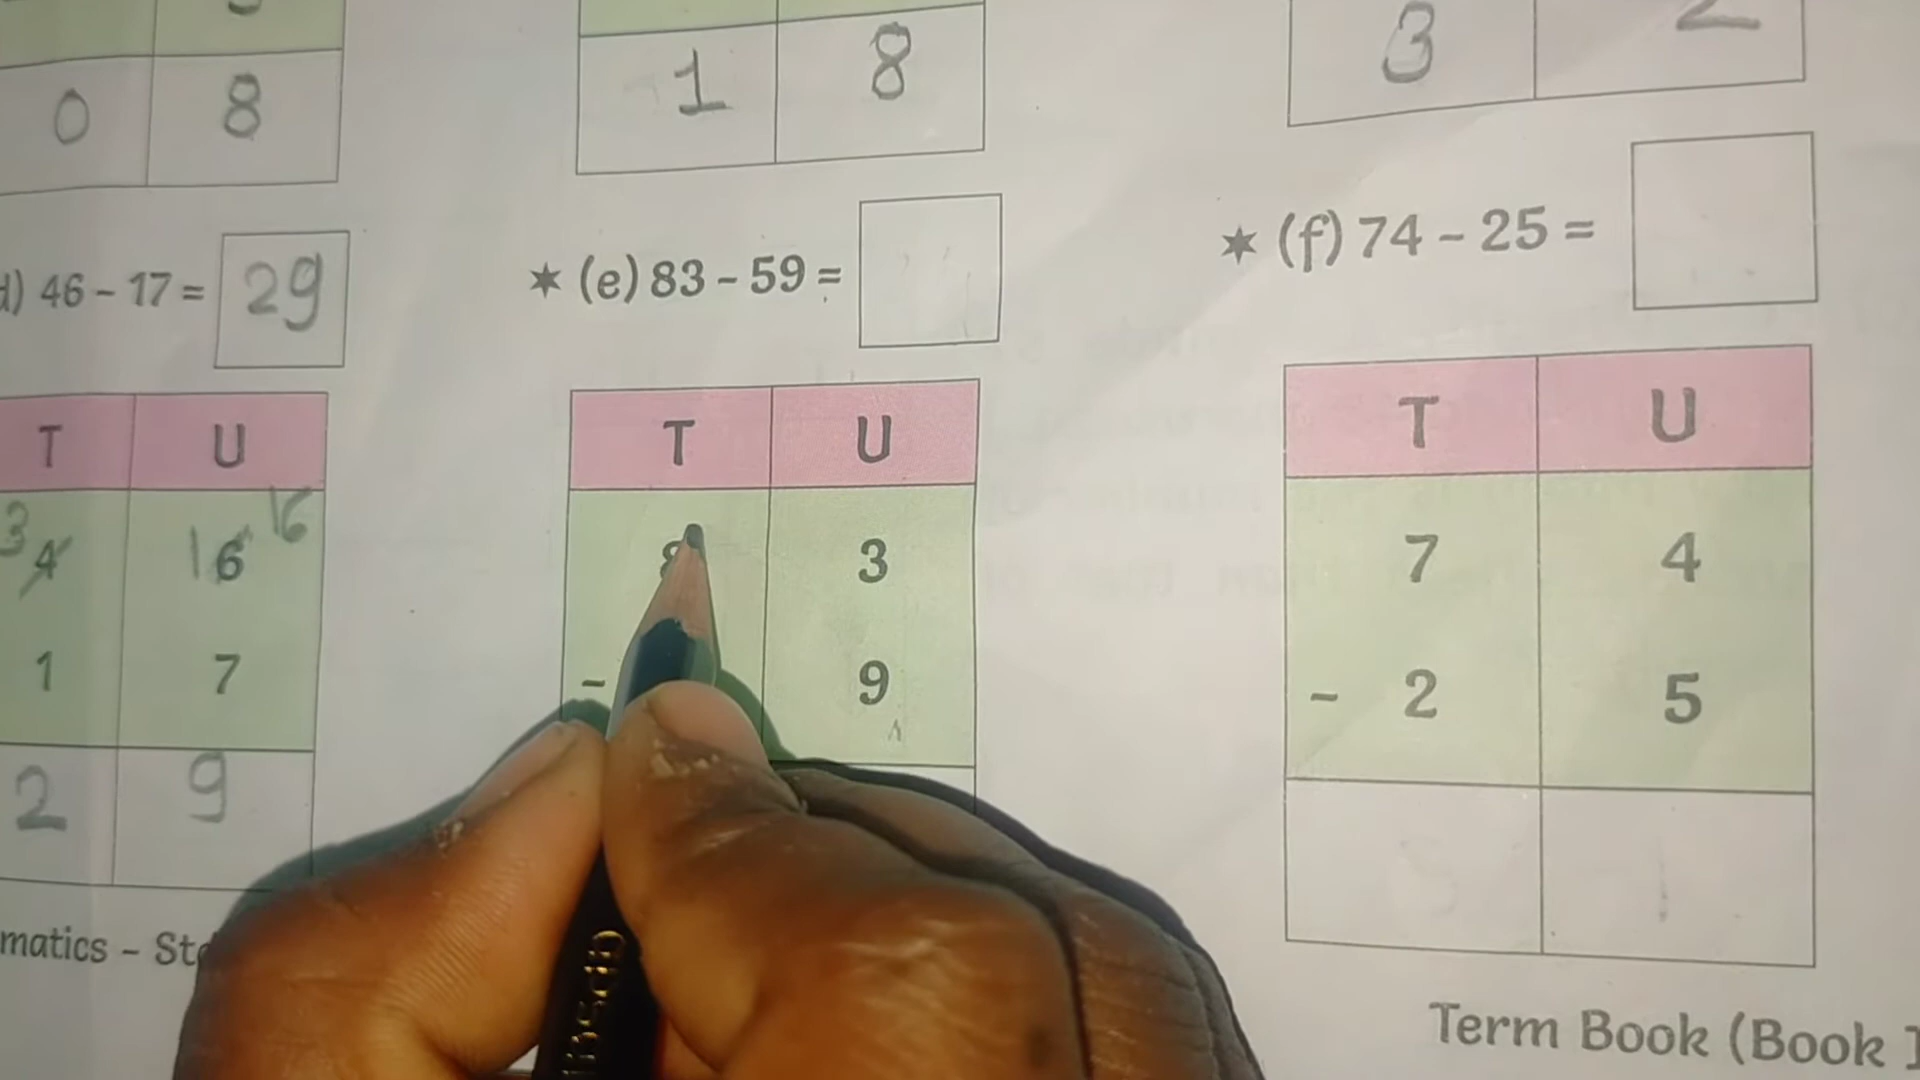 0 8
1 8
3 2
d) 46 - 17 = 29
★ (e) 83 - 59 =
★ (f) 74 - 25 =
T U
3 4 16 16
1 7
2 9
T U
8 3
- 9
T U
7 4
- 2 5
matics - St
Term Book (Book